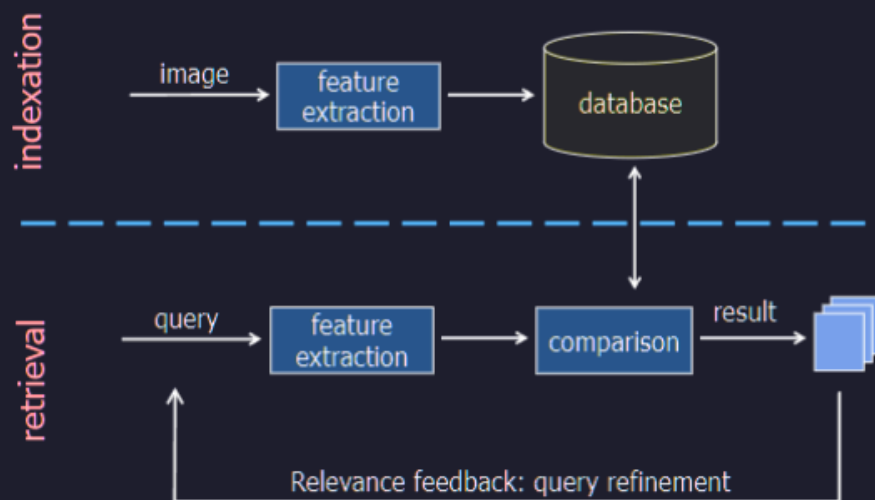 indexation
image
feature
extraction
database
retrieval
query
feature
extraction
comparison
result
Relevance feedback: query refinement